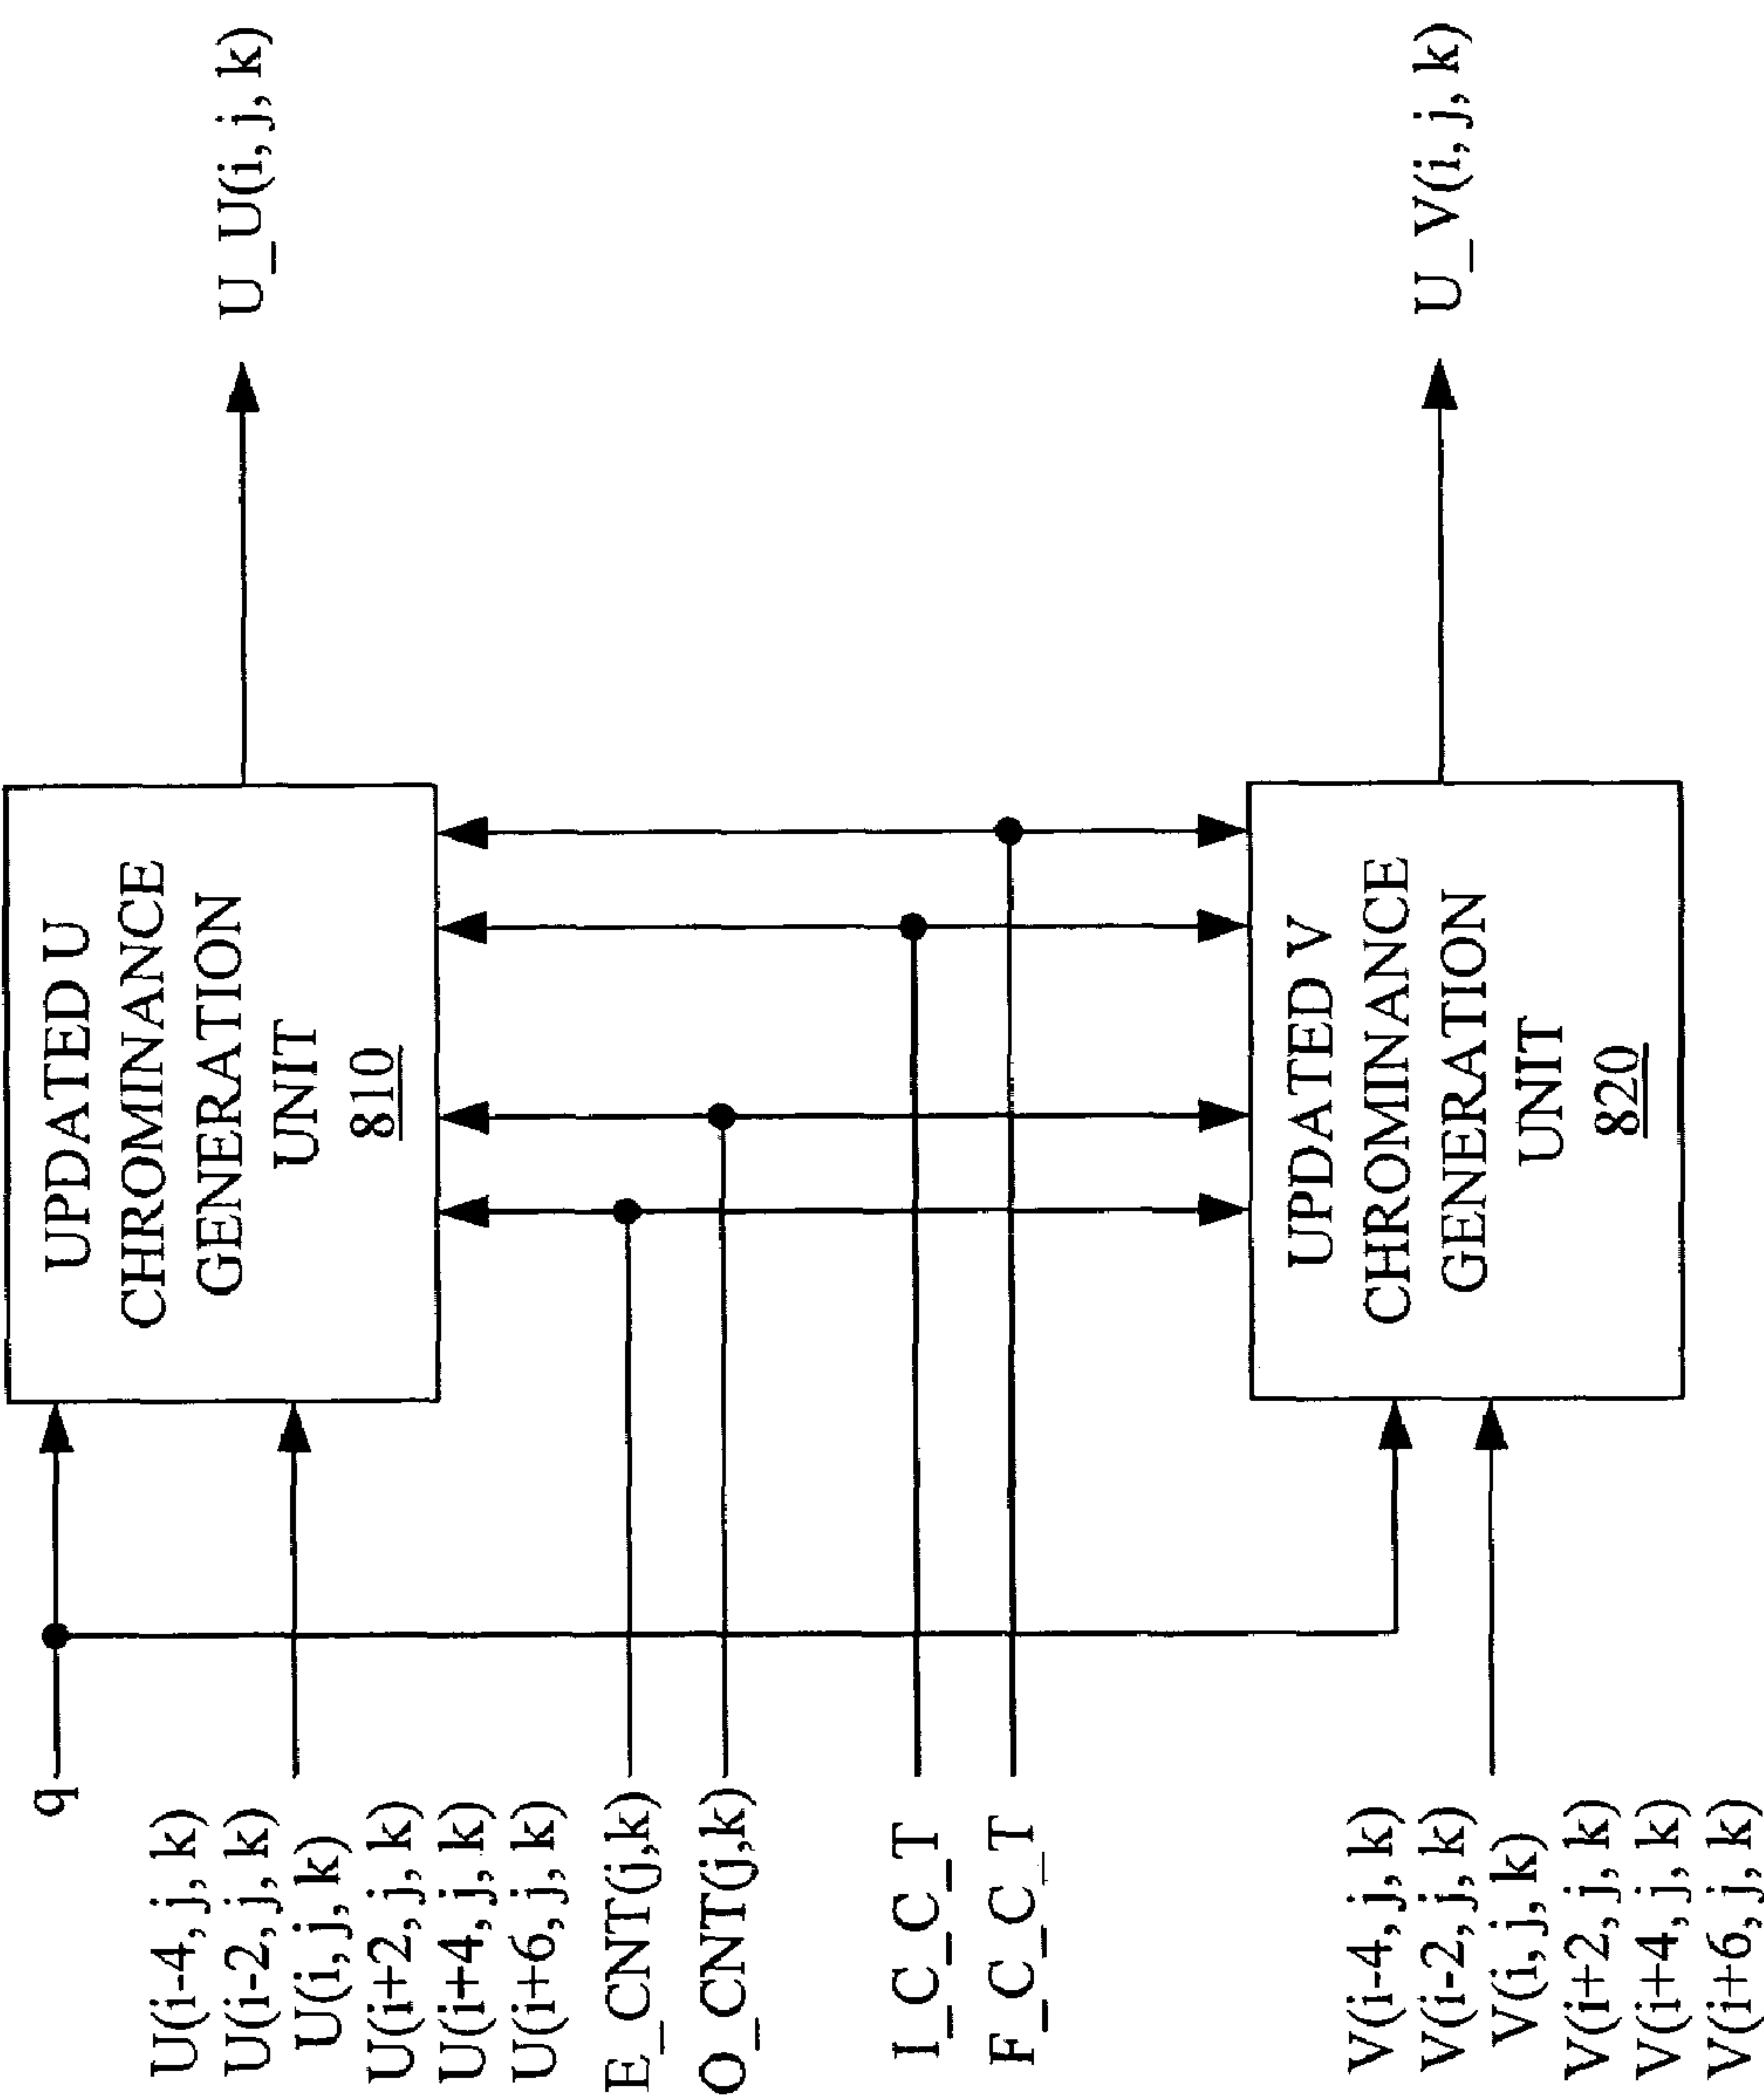 q
U(i-4, j, k)
U(i-2, j, k)
U(i, j, k)
U(i+2, j, k)
U(i+4, j, k)
U(i+6, j, k)
E_CNT(j,k)
O_CNT(j,k)
I_C_C_T
F_C_C_T
V(i-4, j, k)
V(i-2, j, k)
V(i, j, k)
V(i+2, j, k)
V(i+4, j, k)
V(i+6, j, k)
UPDATED U
CHROMINANCE
GENERATION
UNIT
810
UPDATED V
CHROMINANCE
GENERATION
UNIT
820
U_U(i, j, k)
U_V(i, j, k)